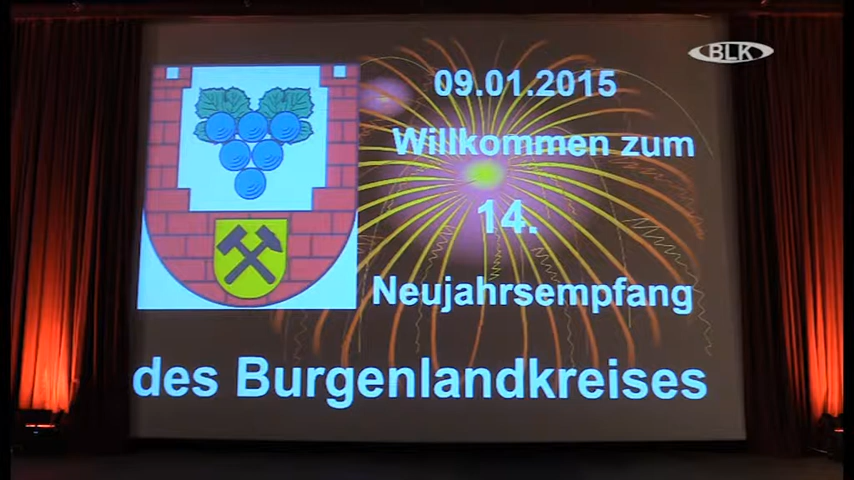 BLK
09.01.2015
Willkommen zum
14.
Neujahrsempfang
des Burgenlandkreises